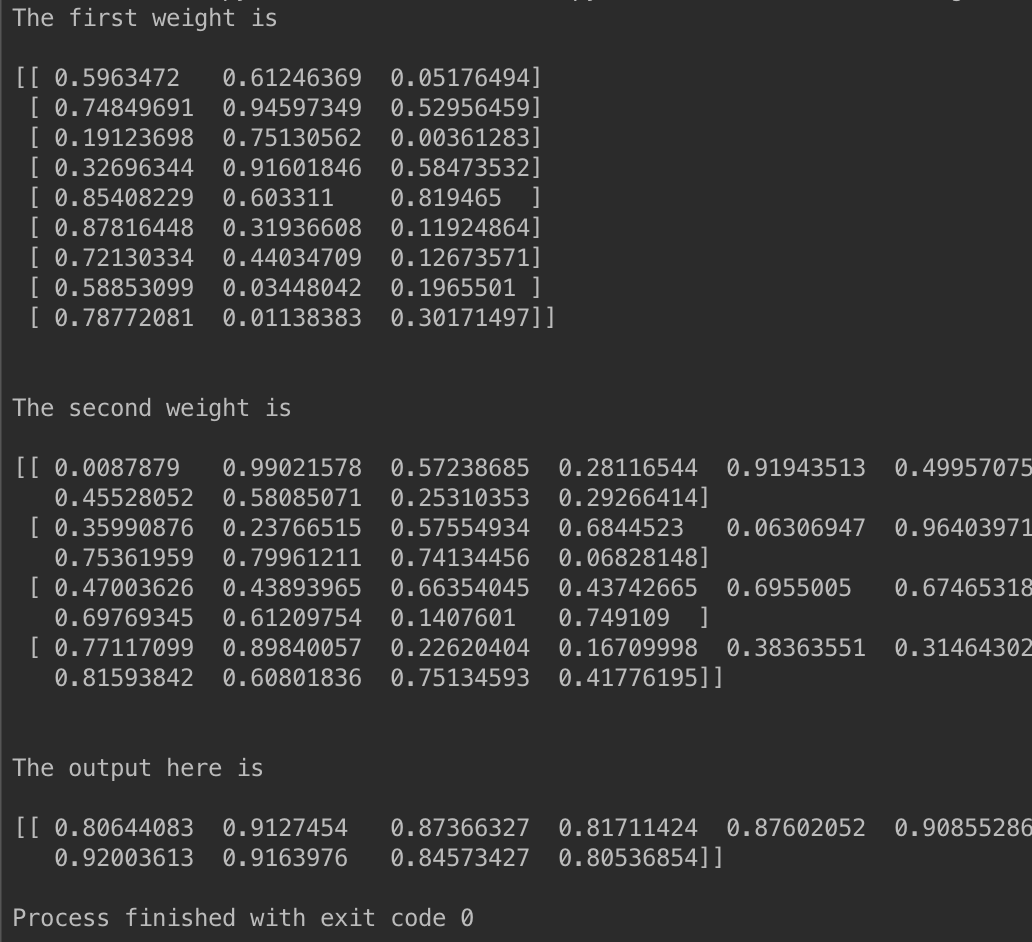 The first weight is
[[ 0.5963472   0.61246369  0.05176494]
 [ 0.74849691  0.94597349  0.52956459]
 [ 0.19123698  0.75130562  0.00361283]
 [ 0.32696344  0.91601846  0.58473532]
 [ 0.85408229  0.603311    0.819465  ]
 [ 0.87816448  0.31936608  0.11924864]
 [ 0.72130334  0.44034709  0.12673571]
 [ 0.58853099  0.03448042  0.1965501 ]
 [ 0.78772081  0.01138383  0.30171497]]
The second weight is
[[ 0.0087879   0.99021578  0.57238685  0.28116544  0.91943513  0.49957075
   0.45528052  0.58085071  0.25310353  0.29266414]
 [ 0.35990876  0.23766515  0.57554934  0.6844523   0.06306947  0.96403971
   0.75361959  0.79961211  0.74134456  0.06828148]
 [ 0.47003626  0.43893965  0.66354045  0.43742665  0.6955005   0.67465318
   0.69769345  0.61209754  0.1407601   0.749109  ]
 [ 0.77117099  0.89840057  0.22620404  0.16709998  0.38363551  0.31464302
   0.81593842  0.60801836  0.75134593  0.41776195]]
The output here is
[[ 0.80644083  0.9127454   0.87366327  0.81711424  0.87602052  0.90855286
   0.92003613  0.9163976   0.84573427  0.80536854]]
Process finished with exit code 0